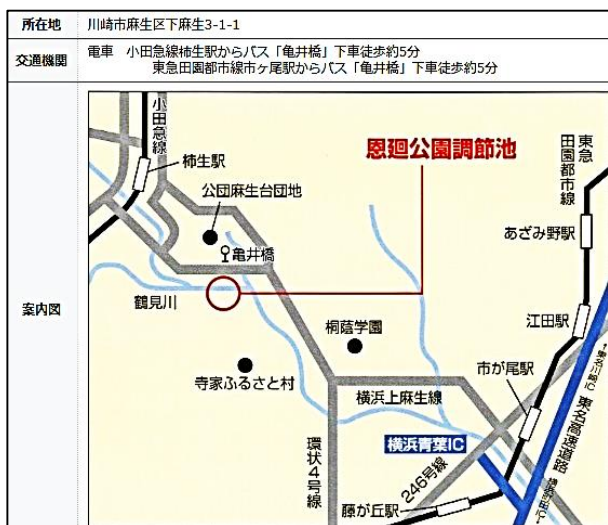 所在地
川崎市麻生区下麻生3-1-1
交通機関
電車 小田急線柿生駅からバス「亀井橋」下車徒歩約5分
東急田園都市線市ヶ尾駅からバス「亀井橋」下車徒歩約5分
案内図
小田急線
柿生駅
恩廻公園調節池
東急
田園都市線
公団麻生台団地
亀井橋
あざみ野駅
鶴見川
桐蔭学園
江田駅
寺家ふるさと村
市が尾駅
横浜上麻生線
↑東名川崎IC
東名高速道路
環状4号線
横浜青葉IC
246号線
藤が丘駅